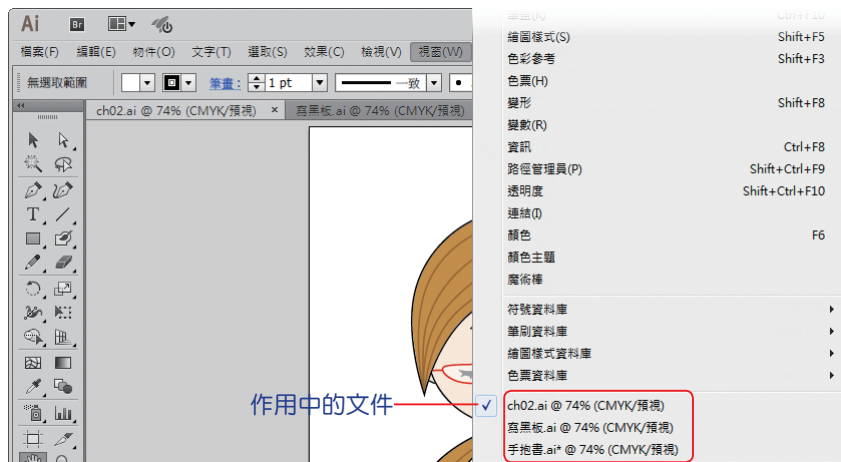 Ai Br
檔案(F) 編輯(E) 物件(O) 文字(T) 選取(S) 效果(C) 檢視(V) 視窗(W)
無選取範圍 筆畫: 1 pt 一致
ch02.ai @ 74% (CMYK/預視) × 寫黑板.ai @ 74% (CMYK/預視)
筆畫(K) Ctrl+F10
繪圖樣式(S) Shift+F5
色彩參考 Shift+F3
色票(H)
變形 Shift+F8
變數(R)
資訊 Ctrl+F8
路徑管理員(P) Shift+Ctrl+F9
透明度 Shift+Ctrl+F10
連結(I)
顏色 F6
顏色主題
魔術棒
符號資料庫
筆刷資料庫
繪圖樣式資料庫
色票資料庫
作用中的文件
✓ ch02.ai @ 74% (CMYK/預視)
寫黑板.ai @ 74% (CMYK/預視)
手抱書.ai* @ 74% (CMYK/預視)